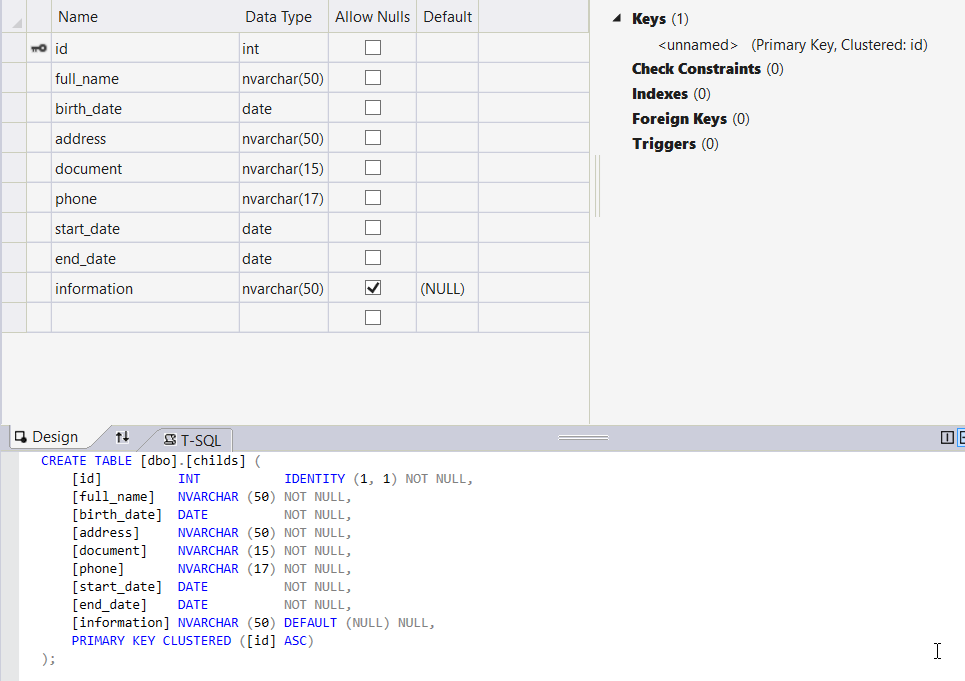 Name Data Type Allow Nulls Default
id int
full_name nvarchar(50)
birth_date date
address nvarchar(50)
document nvarchar(15)
phone nvarchar(17)
start_date date
end_date date
information nvarchar(50) (NULL)
Keys (1)
<unnamed> (Primary Key, Clustered: id)
Check Constraints (0)
Indexes (0)
Foreign Keys (0)
Triggers (0)
Design T-SQL
CREATE TABLE [dbo].[childs] (
[id] INT IDENTITY (1, 1) NOT NULL,
[full_name] NVARCHAR (50) NOT NULL,
[birth_date] DATE NOT NULL,
[address] NVARCHAR (50) NOT NULL,
[document] NVARCHAR (15) NOT NULL,
[phone] NVARCHAR (17) NOT NULL,
[start_date] DATE NOT NULL,
[end_date] DATE NOT NULL,
[information] NVARCHAR (50) DEFAULT (NULL) NULL,
PRIMARY KEY CLUSTERED ([id] ASC)
);